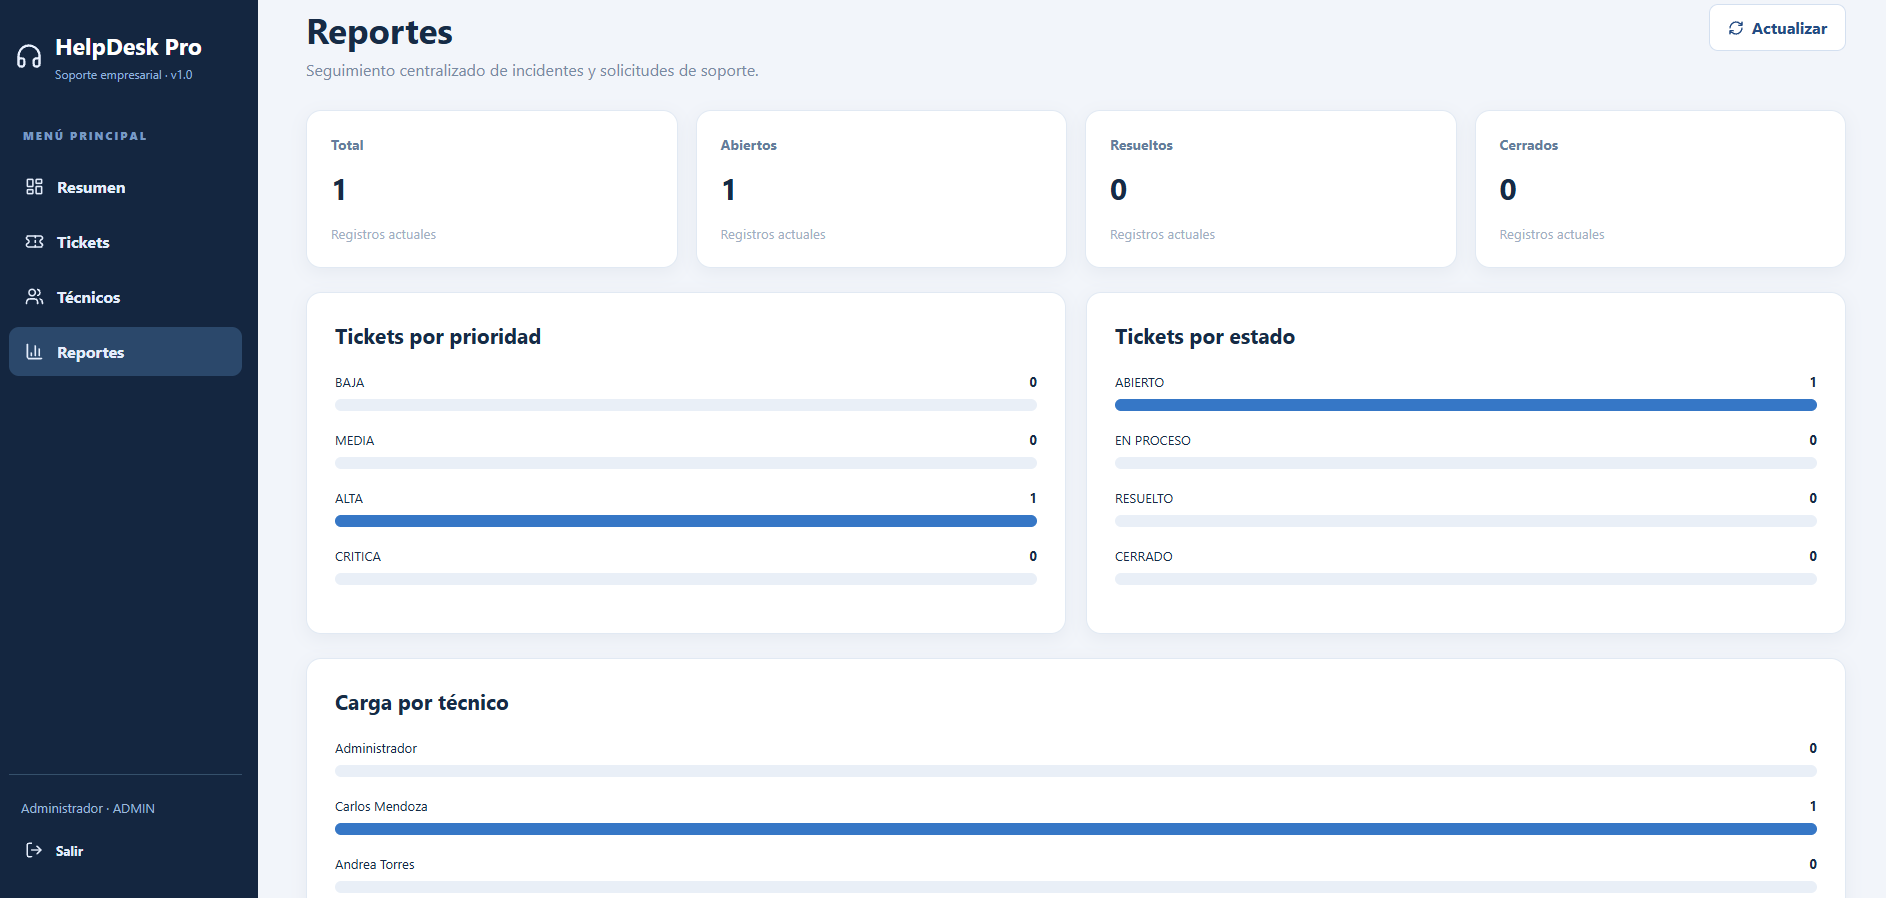 HelpDesk Pro
Soporte empresarial · v1.0
MENÚ PRINCIPAL
Resumen
Tickets
Técnicos
Reportes
Administrador · ADMIN
Salir
Reportes
Actualizar
Seguimiento centralizado de incidentes y solicitudes de soporte.
Total
1
Registros actuales
Abiertos
1
Registros actuales
Resueltos
0
Registros actuales
Cerrados
0
Registros actuales
Tickets por prioridad
BAJA 0
MEDIA 0
ALTA 1
CRITICA 0
Tickets por estado
ABIERTO 1
EN PROCESO 0
RESUELTO 0
CERRADO 0
Carga por técnico
Administrador 0
Carlos Mendoza 1
Andrea Torres 0